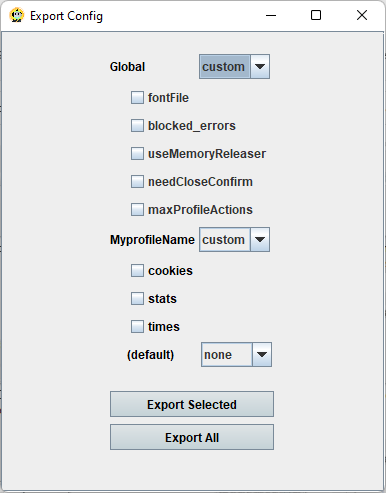 Export Config
Global custom
fontFile
blocked_errors
useMemoryReleaser
needCloseConfirm
maxProfileActions
MyprofileName custom
cookies
stats
times
(default) none
Export Selected
Export All